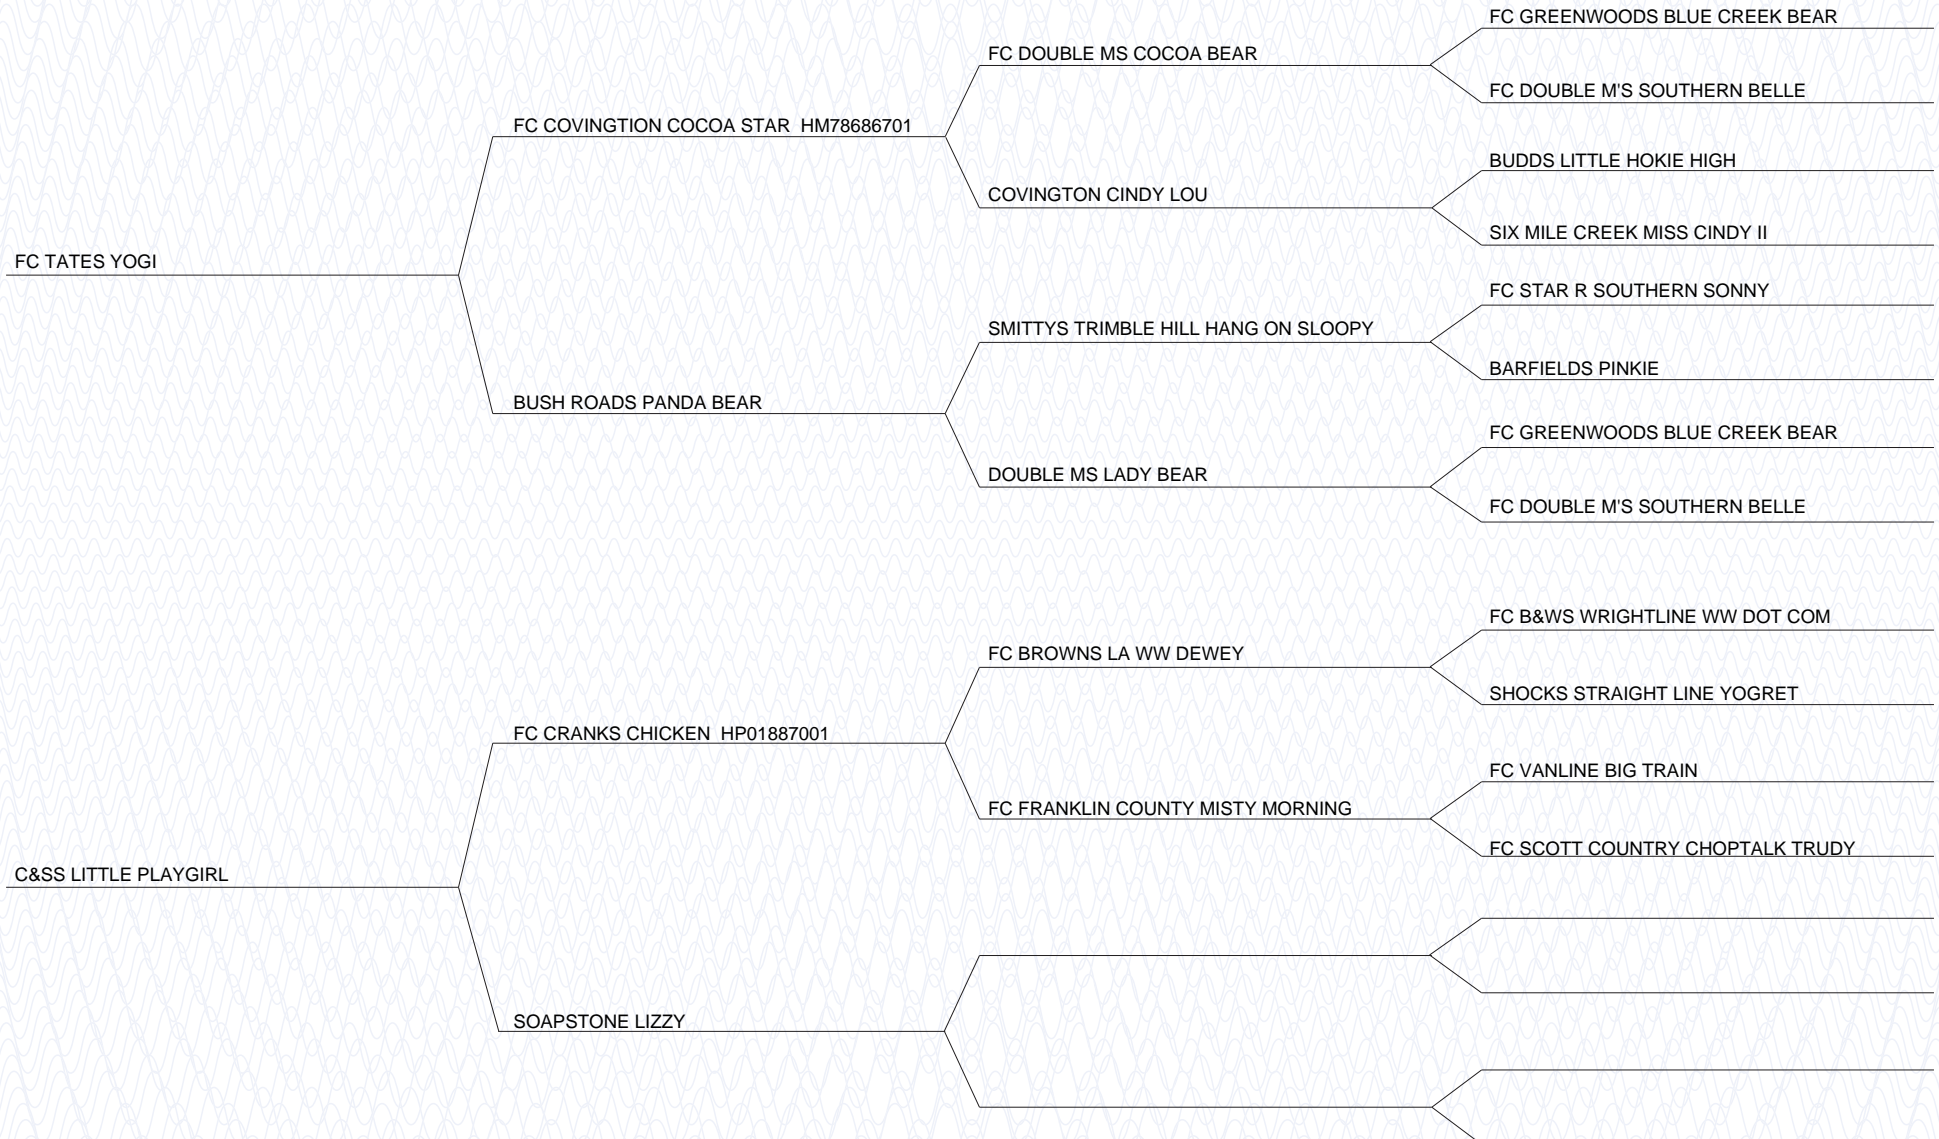 FC GREENWOODS BLUE CREEK BEAR
FC DOUBLE MS COCOA BEAR
FC DOUBLE M'S SOUTHERN BELLE
FC COVINGTION COCOA STAR HM78686701
BUDDS LITTLE HOKIE HIGH
COVINGTON CINDY LOU
SIX MILE CREEK MISS CINDY II
FC TATES YOGI
FC STAR R SOUTHERN SONNY
SMITTYS TRIMBLE HILL HANG ON SLOOPY
BARFIELDS PINKIE
BUSH ROADS PANDA BEAR
FC GREENWOODS BLUE CREEK BEAR
DOUBLE MS LADY BEAR
FC DOUBLE M'S SOUTHERN BELLE
FC B&WS WRIGHTLINE WW DOT COM
FC BROWNS LA WW DEWEY
SHOCKS STRAIGHT LINE YOGRET
FC CRANKS CHICKEN HP01887001
FC VANLINE BIG TRAIN
FC FRANKLIN COUNTY MISTY MORNING
FC SCOTT COUNTRY CHOPTALK TRUDY
C&SS LITTLE PLAYGIRL
SOAPSTONE LIZZY